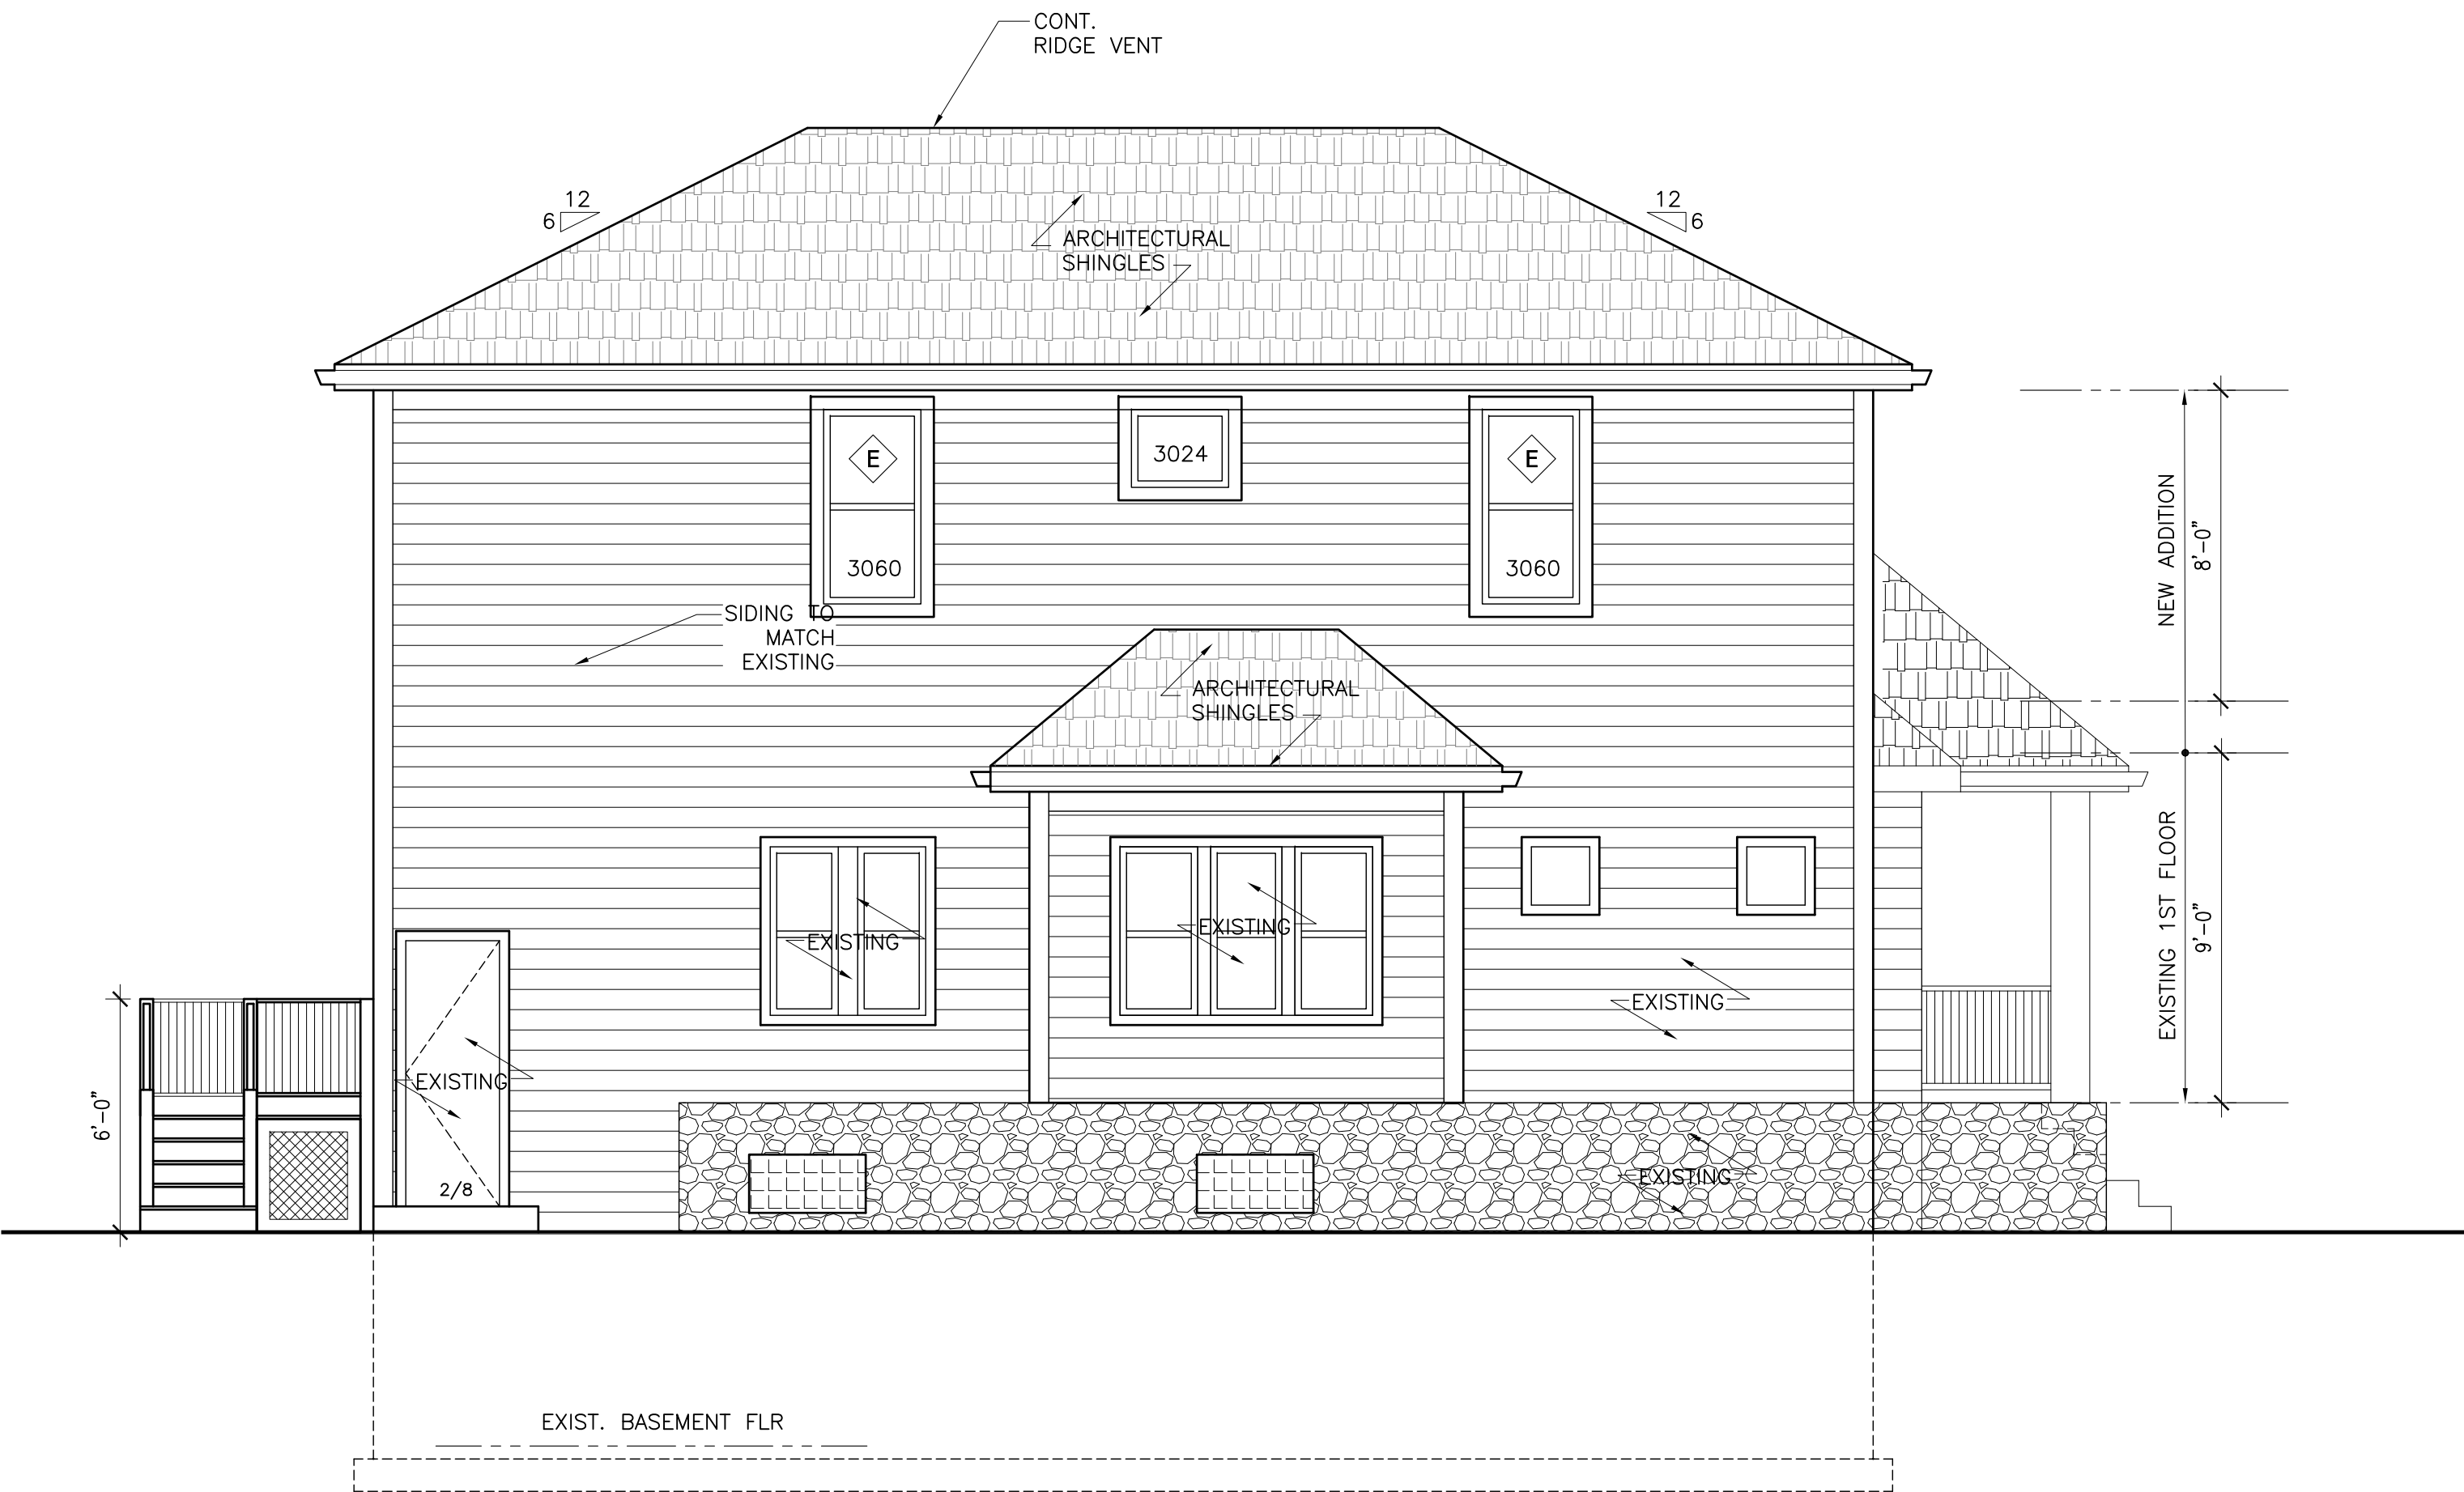 CONT.
RIDGE VENT
12
6
12
6
ARCHITECTURAL
SHINGLES
E
3024
E
3060
3060
SIDING TO
MATCH
EXISTING
NEW ADDITION
8'-0"
ARCHITECTURAL
SHINGLES
EXISTING 1ST FLOOR
9'-0"
EXISTING
EXISTING
EXISTING
EXISTING
6'-0"
EXISTING
2/8
EXIST. BASEMENT FLR